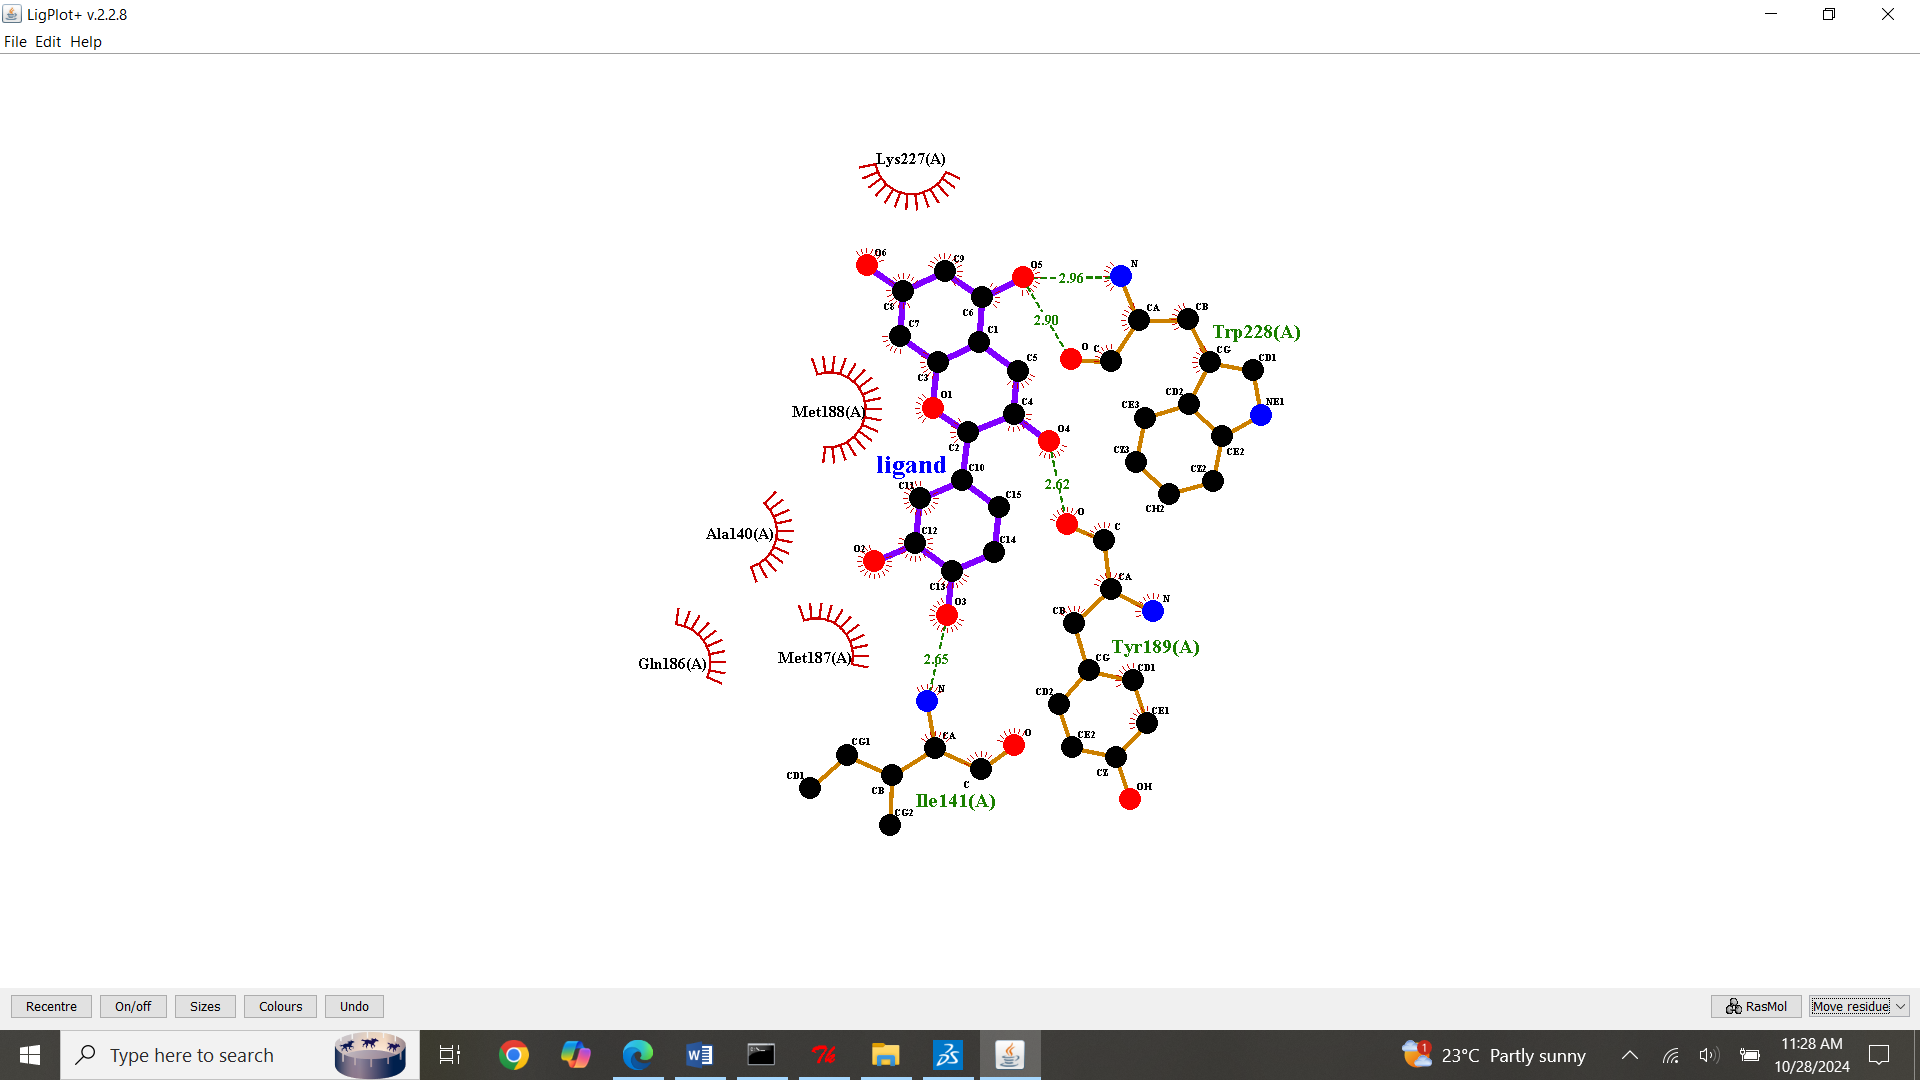 LigPlot+ v.2.2.8
File Edit Help
Lys227(A)
O6
C9
O5
2.96
N
C8
C6
C7
C1
2.90
CA
CB
Trp228(A)
O
C
CG
CD1
C3
C5
O1
C4
CD2
CE3
NE1
Met188(A)
C2
O4
CZ3
CE2
ligand
C10
CZ2
C11
C15
2.62
CH2
O
C
Ala140(A)
C12
O2
C14
C13
CA
O3
N
CB
Gln186(A)
Met187(A)
2.65
Tyr189(A)
CG
CD1
N
CD2
CE1
CA
O
CE2
CG1
CZ
CD1
CB
C
OH
Ile141(A)
CG2
Recentre
On/off
Sizes
Colours
Undo
RasMol
Move residue
Type here to search
1
23°C Partly sunny
11:28 AM
10/28/2024